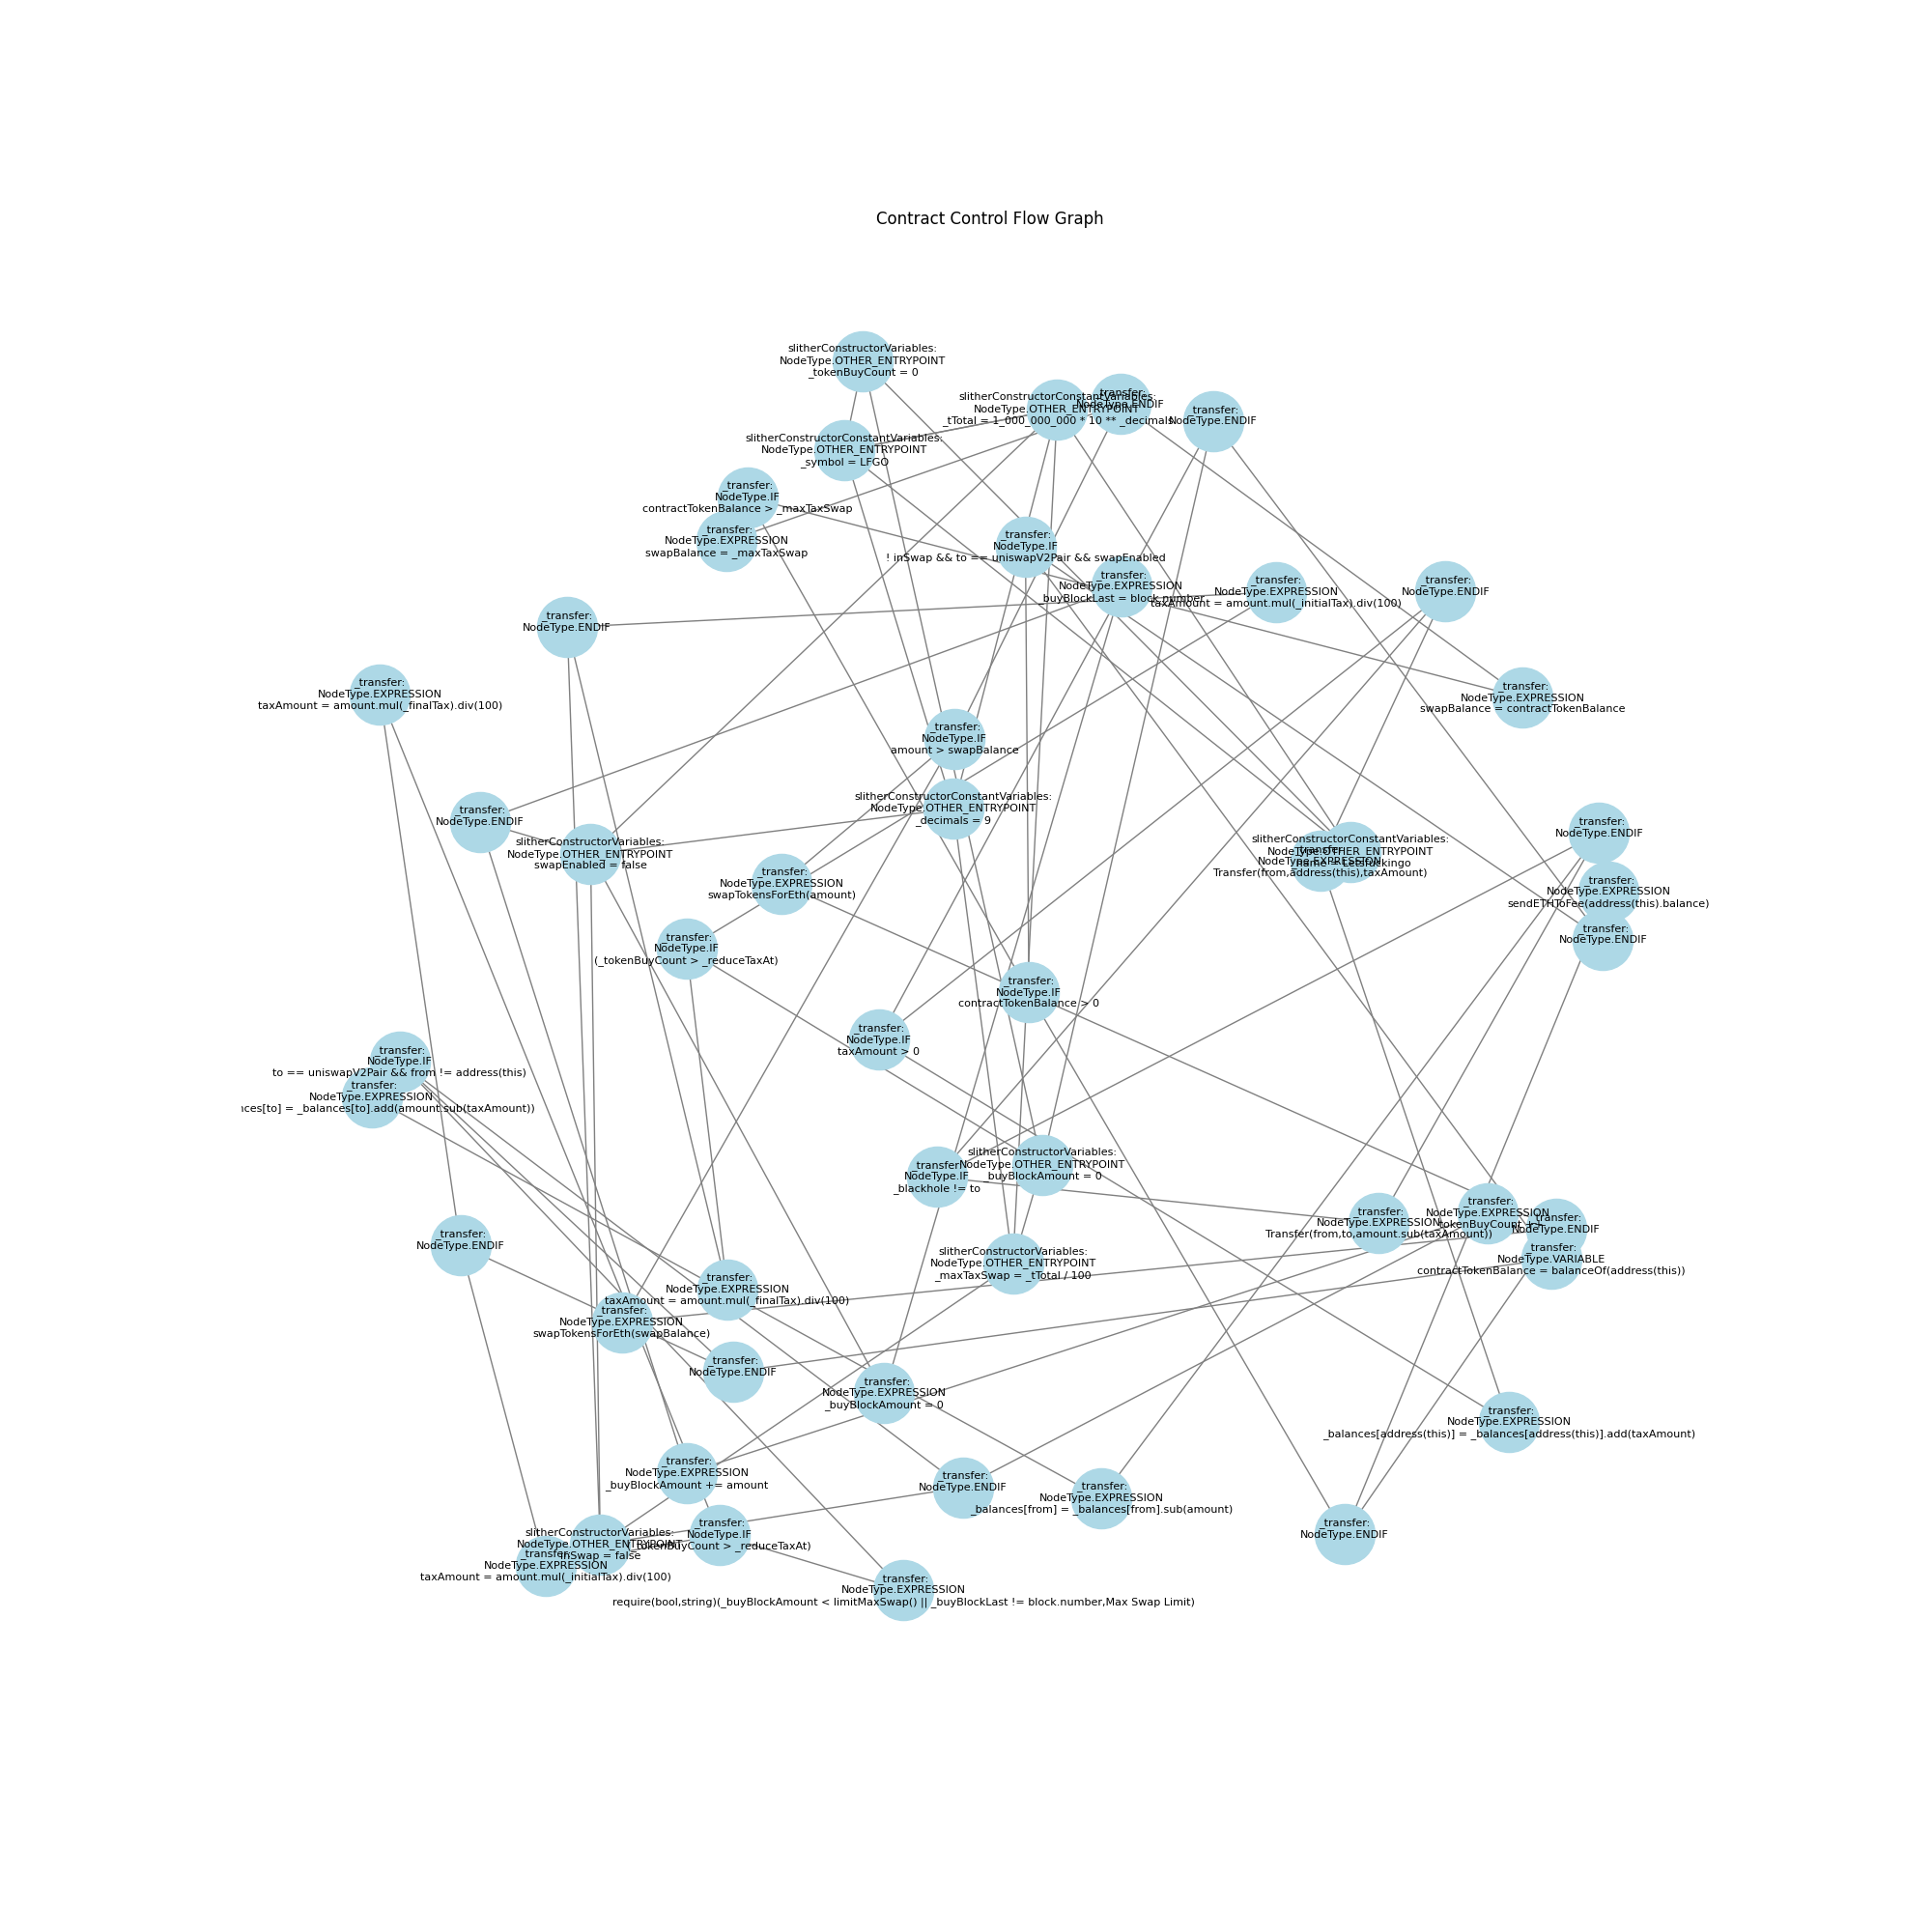 Contract Control Flow Graph
slitherConstructorVariables:
NodeType.OTHER_ENTRYPOINT
_tokenBuyCount = 0
slitherConstructorConstantVariables:
NodeType.OTHER_ENTRYPOINT
_tTotal = 1_000_000_000 * 10 ** _decimals
_transfer:
NodeType.ENDIF
_transfer:
NodeType.ENDIF
slitherConstructorConstantVariables:
NodeType.OTHER_ENTRYPOINT
_symbol = LFGO
_transfer:
NodeType.IF
contractTokenBalance > _maxTaxSwap
_transfer:
NodeType.EXPRESSION
swapBalance = _maxTaxSwap
_transfer:
NodeType.IF
! inSwap && to == uniswapV2Pair && swapEnabled
_transfer:
NodeType.EXPRESSION
_buyBlockLast = block.number
_transfer:
NodeType.EXPRESSION
taxAmount = amount.mul(_initialTax).div(100)
_transfer:
NodeType.ENDIF
_transfer:
NodeType.ENDIF
_transfer:
NodeType.EXPRESSION
taxAmount = amount.mul(_finalTax).div(100)
_transfer:
NodeType.EXPRESSION
swapBalance = contractTokenBalance
_transfer:
NodeType.IF
amount > swapBalance
slitherConstructorConstantVariables:
NodeType.OTHER_ENTRYPOINT
_decimals = 9
_transfer:
NodeType.ENDIF
slitherConstructorVariables:
NodeType.OTHER_ENTRYPOINT
swapEnabled = false
_transfer:
NodeType.EXPRESSION
swapTokensForEth(amount)
slitherConstructorConstantVariables:
NodeType.OTHER_ENTRYPOINT
_name = Letsfuckingo
_transfer:
NodeType.EXPRESSION
Transfer(from,address(this),taxAmount)
_transfer:
NodeType.ENDIF
_transfer:
NodeType.EXPRESSION
sendETHToFee(address(this).balance)
_transfer:
NodeType.ENDIF
_transfer:
NodeType.IF
(_tokenBuyCount > _reduceTaxAt)
_transfer:
NodeType.IF
contractTokenBalance > 0
_transfer:
NodeType.IF
taxAmount > 0
_transfer:
NodeType.IF
to == uniswapV2Pair && from != address(this)
_transfer:
NodeType.EXPRESSION
nces[to] = _balances[to].add(amount.sub(taxAmount))
_transfer:
NodeType.IF
_blackhole != to
slitherConstructorVariables:
NodeType.OTHER_ENTRYPOINT
_buyBlockAmount = 0
_transfer:
NodeType.EXPRESSION
Transfer(from,to,amount.sub(taxAmount))
_transfer:
NodeType.EXPRESSION
_tokenBuyCount ++
_transfer:
NodeType.ENDIF
_transfer:
NodeType.VARIABLE
contractTokenBalance = balanceOf(address(this))
_transfer:
NodeType.ENDIF
slitherConstructorVariables:
NodeType.OTHER_ENTRYPOINT
_maxTaxSwap = _tTotal / 100
_transfer:
NodeType.EXPRESSION
taxAmount = amount.mul(_finalTax).div(100)
_transfer:
NodeType.EXPRESSION
swapTokensForEth(swapBalance)
_transfer:
NodeType.ENDIF
_transfer:
NodeType.EXPRESSION
_buyBlockAmount = 0
_transfer:
NodeType.EXPRESSION
_balances[address(this)] = _balances[address(this)].add(taxAmount)
_transfer:
NodeType.EXPRESSION
_buyBlockAmount += amount
_transfer:
NodeType.ENDIF
_transfer:
NodeType.EXPRESSION
_balances[from] = _balances[from].sub(amount)
_transfer:
NodeType.ENDIF
slitherConstructorVariables:
NodeType.OTHER_ENTRYPOINT
inSwap = false
_transfer:
NodeType.IF
(_tokenBuyCount > _reduceTaxAt)
_transfer:
NodeType.EXPRESSION
taxAmount = amount.mul(_initialTax).div(100)
_transfer:
NodeType.EXPRESSION
require(bool,string)(_buyBlockAmount < limitMaxSwap() || _buyBlockLast != block.number,Max Swap Limit)